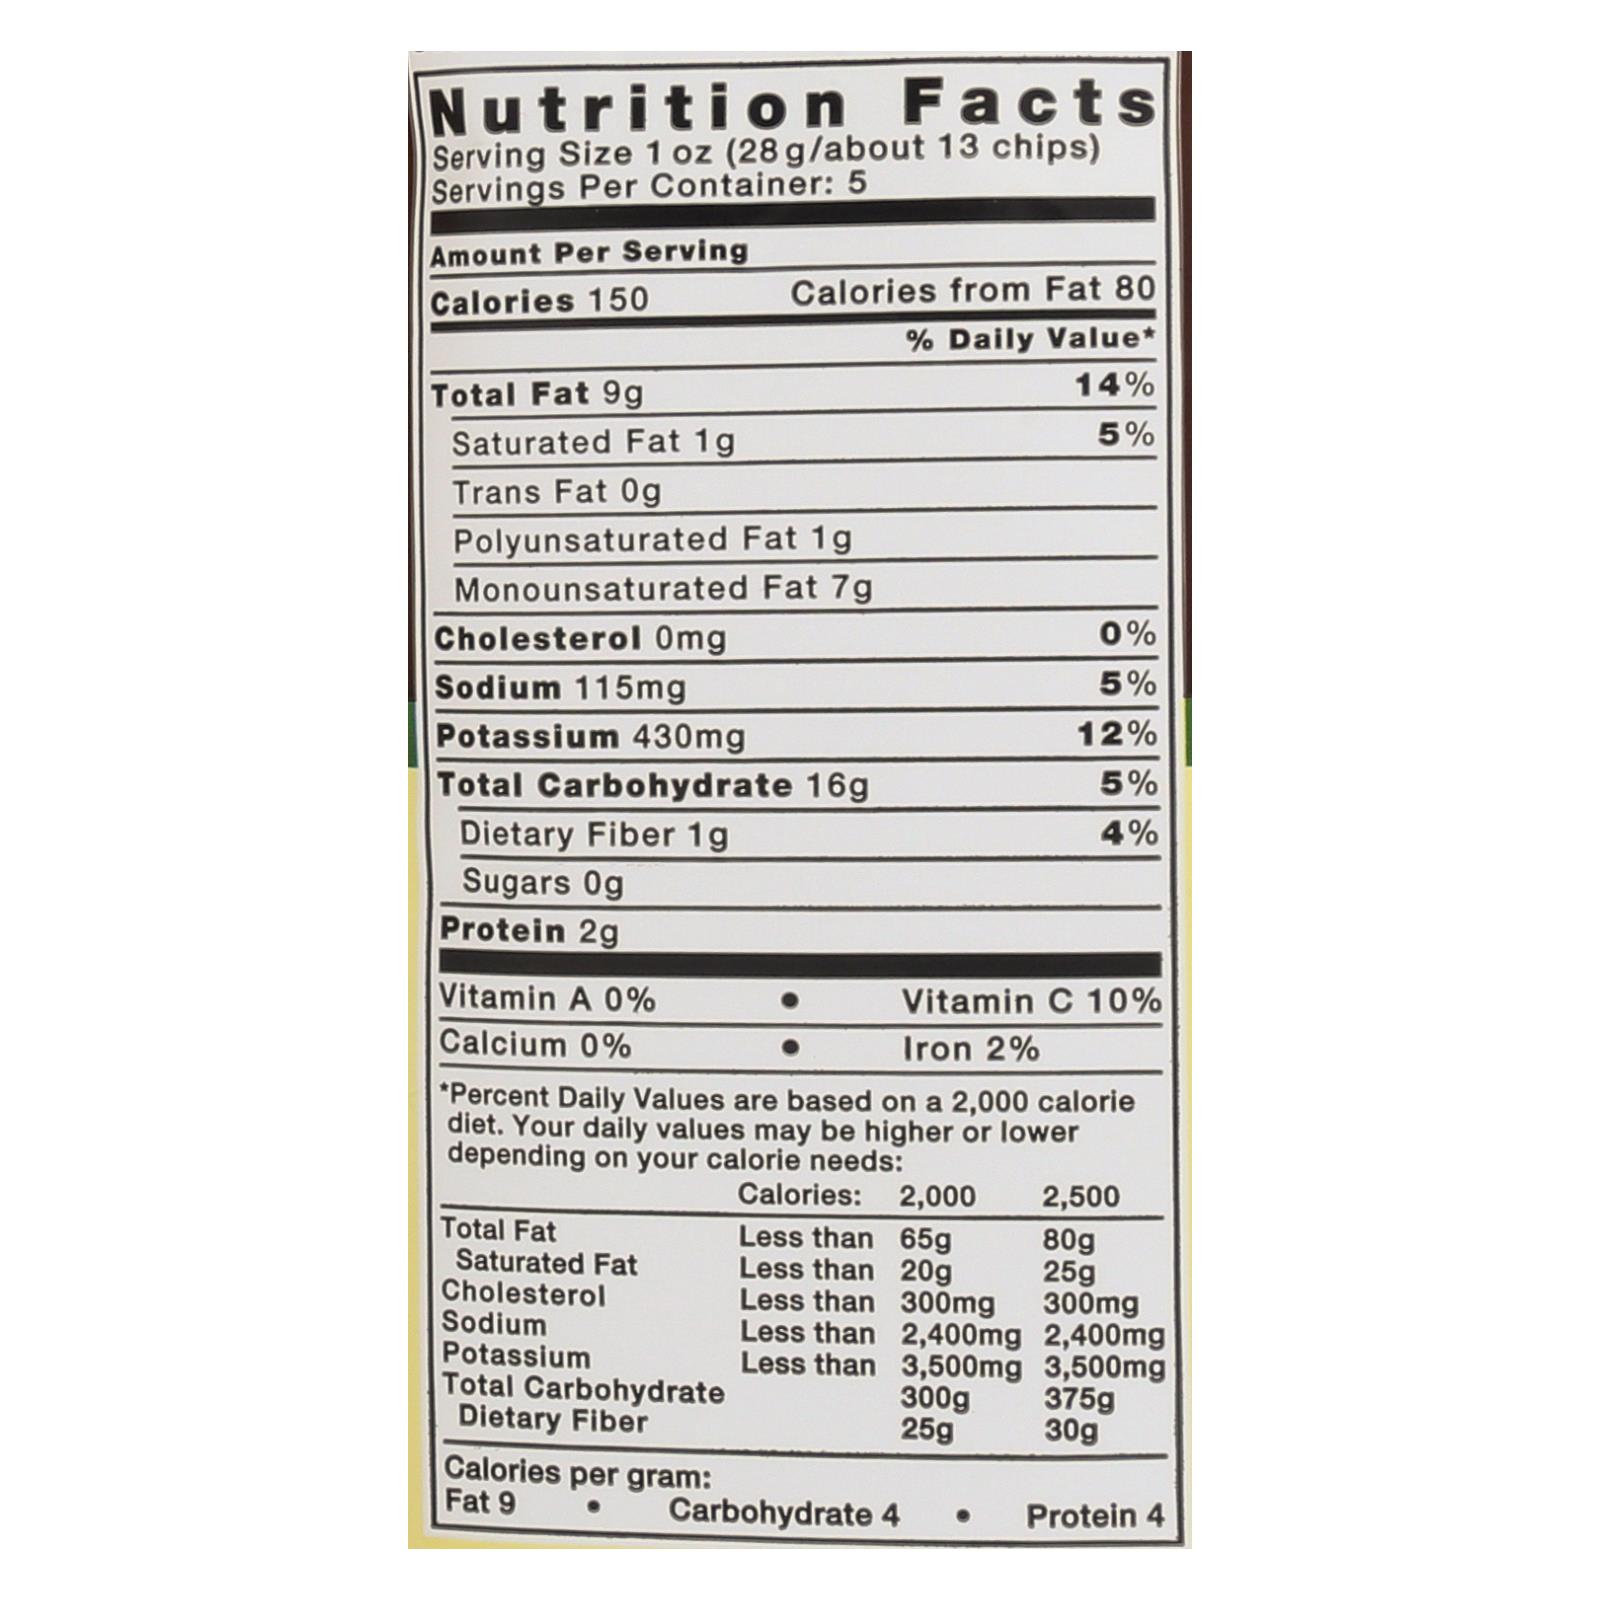 Nutrition Facts
Serving Size 1 oz (28 g/about 13 chips)
Servings Per Container: 5
Amount Per Serving
Calories 150 Calories from Fat 80
% Daily Value*
Total Fat 9g 14%
Saturated Fat 1g 5%
Trans Fat 0g
Polyunsaturated Fat 1g
Monounsaturated Fat 7g
Cholesterol 0mg 0%
Sodium 115mg 5%
Potassium 430mg 12%
Total Carbohydrate 16g 5%
Dietary Fiber 1g 4%
Sugars 0g
Protein 2g
Vitamin A 0% • Vitamin C 10%
Calcium 0% • Iron 2%
*Percent Daily Values are based on a 2,000 calorie
diet. Your daily values may be higher or lower
depending on your calorie needs:
Calories: 2,000 2,500
Total Fat Less than 65g 80g
Saturated Fat Less than 20g 25g
Cholesterol Less than 300mg 300mg
Sodium Less than 2,400mg 2,400mg
Potassium Less than 3,500mg 3,500mg
Total Carbohydrate 300g 375g
Dietary Fiber 25g 30g
Calories per gram:
Fat 9 • Carbohydrate 4 • Protein 4